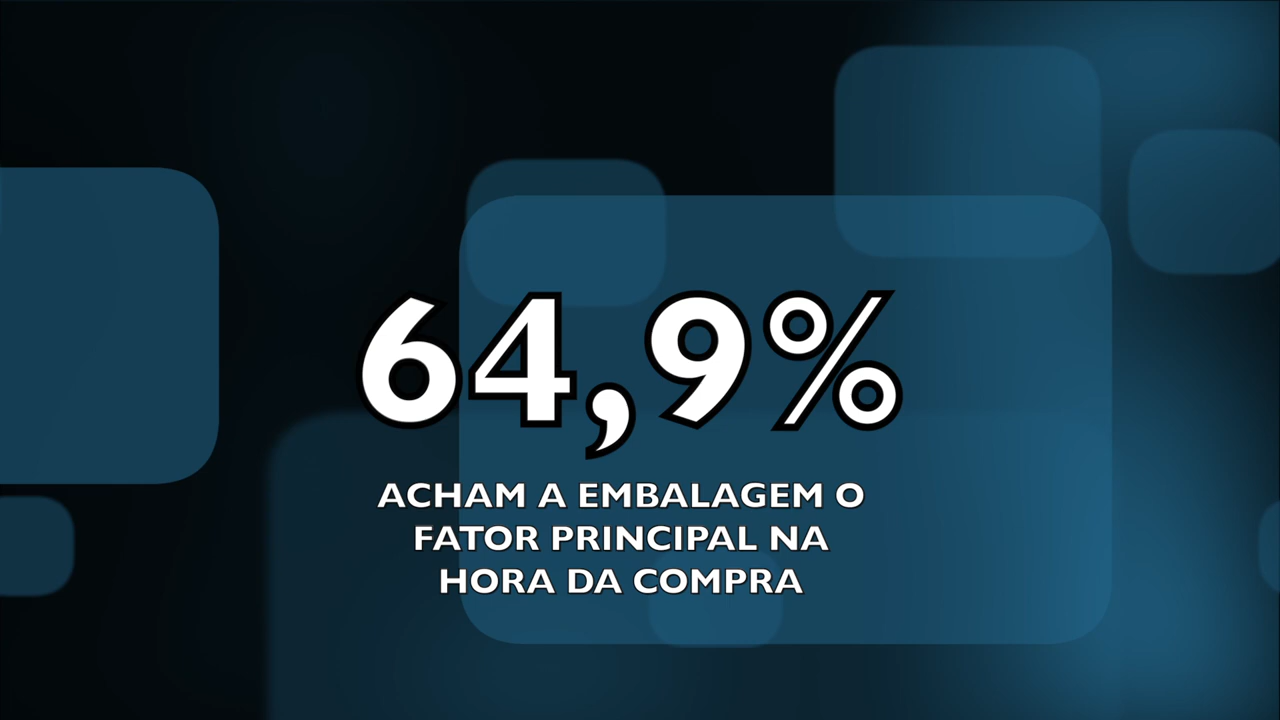 64,9%
ACHAM A EMBALAGEM O
FATOR PRINCIPAL NA
HORA DA COMPRA